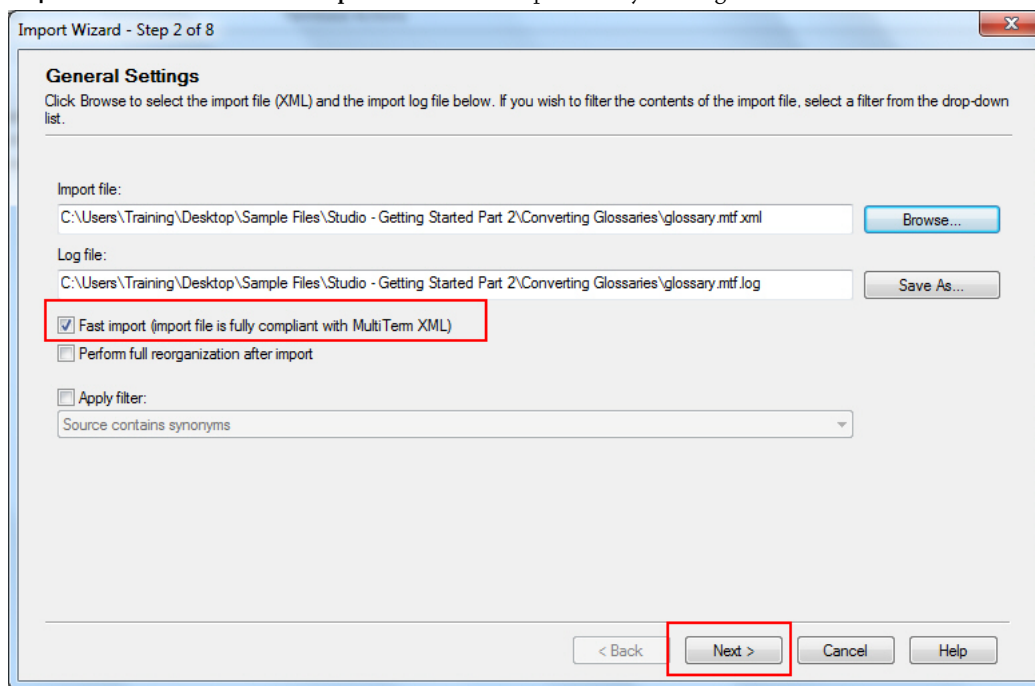 Import Wizard - Step 2 of 8
General Settings
Click Browse to select the import file (XML) and the import log file below. If you wish to filter the contents of the import file, select a filter from the drop-down
list.
Import file:
C:\Users\Training\Desktop\Sample Files\Studio - Getting Started Part 2\Converting Glossaries\glossary.mtf.xml
Browse...
Log file:
C:\Users\Training\Desktop\Sample Files\Studio - Getting Started Part 2\Converting Glossaries\glossary.mtf.log
Save As...
Fast import (import file is fully compliant with MultiTerm XML)
Perform full reorganization after import
Apply filter:
Source contains synonyms
< Back Next > Cancel Help